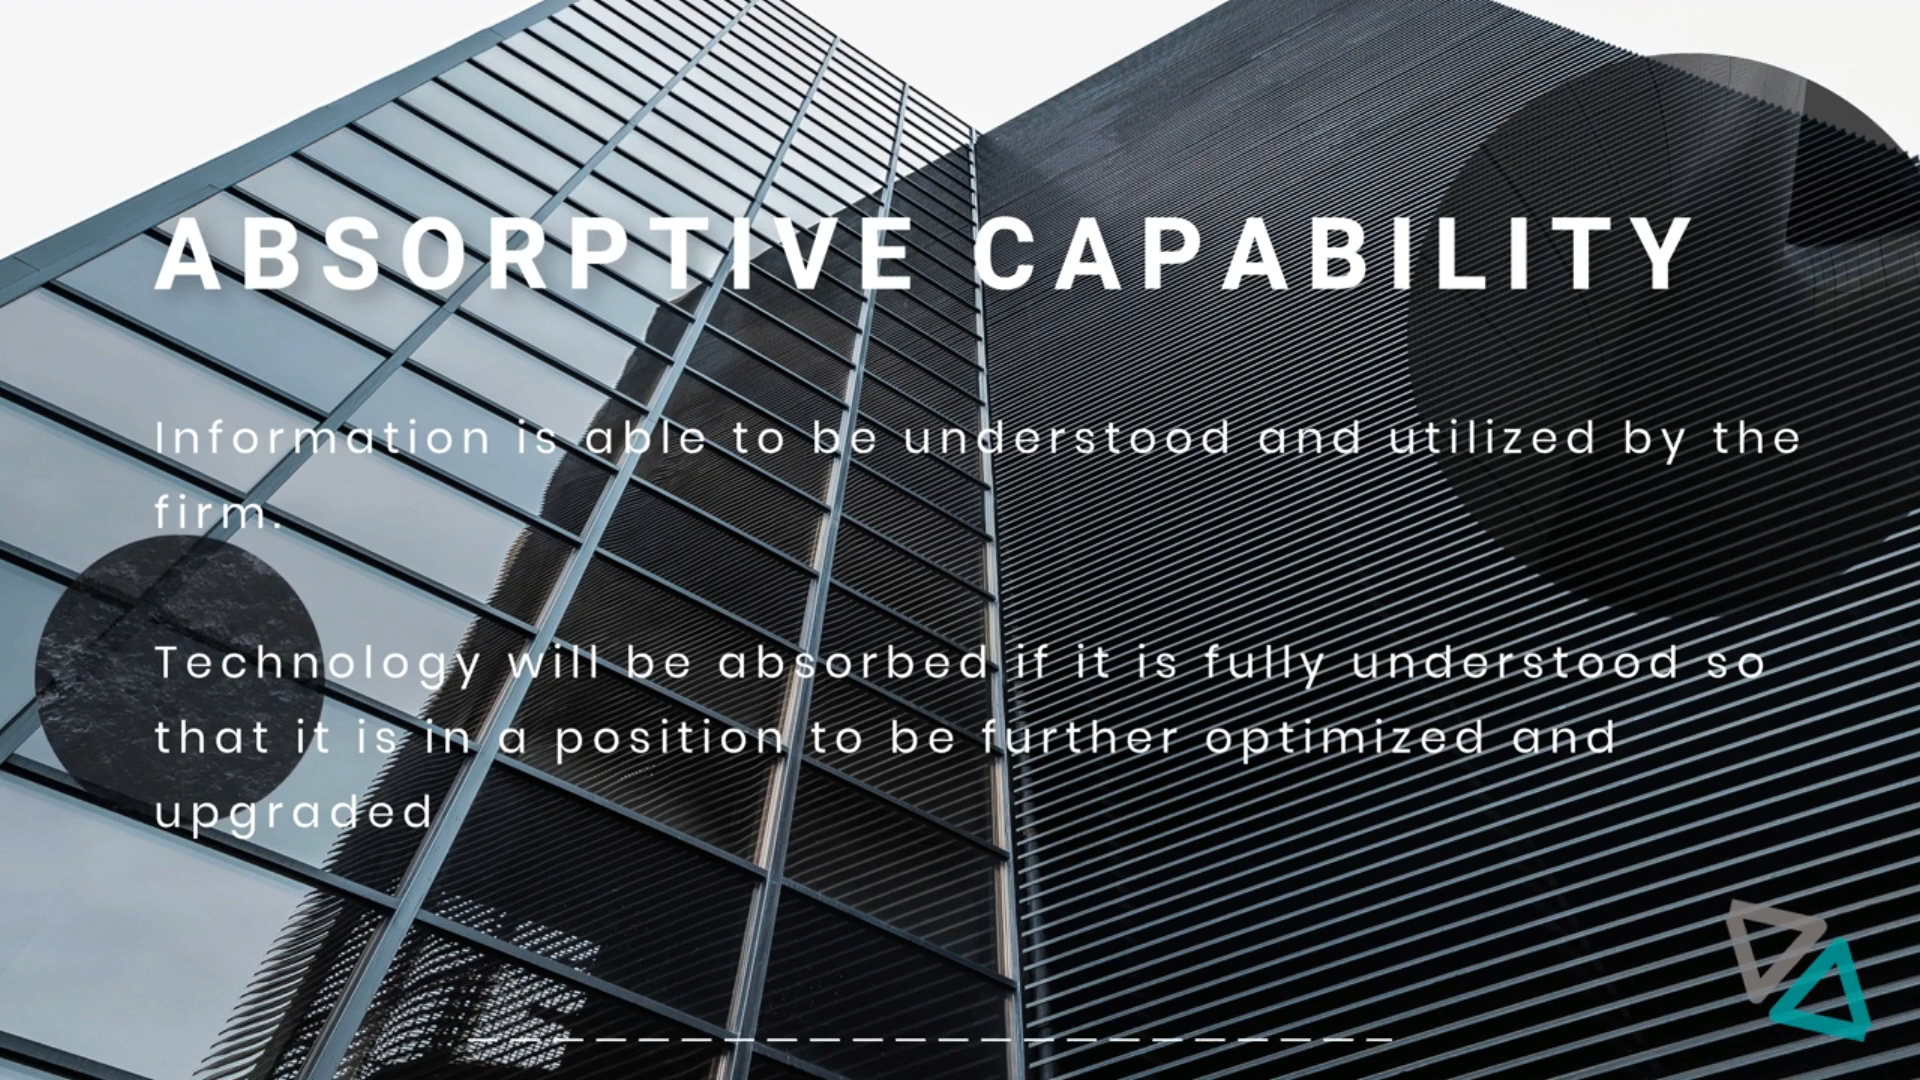 ABSORPTIVE CAPABILITY
Information is able to be understood and utilized by the
firm.
Technology will be absorbed if it is fully understood so
that it is in a position to be further optimized and
upgraded